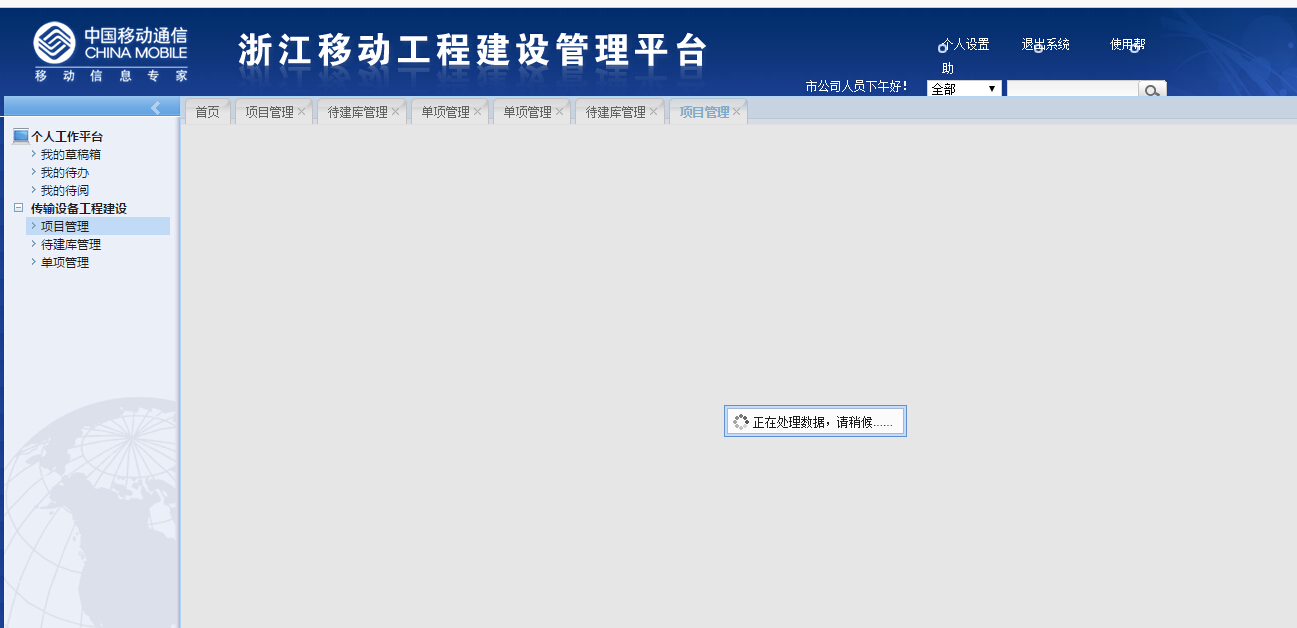 中国移动通信
CHINA MOBILE
移动信息专家
浙江移动工程建设管理平台
个人设置 退出系统 使用帮
助
市公司人员下午好！ 全部
首页 项目管理 待建库管理 单项管理 单项管理 待建库管理 项目管理
个人工作平台
我的草稿箱
我的待办
我的待阅
传输设备工程建设
项目管理
待建库管理
单项管理
正在处理数据，请稍候......